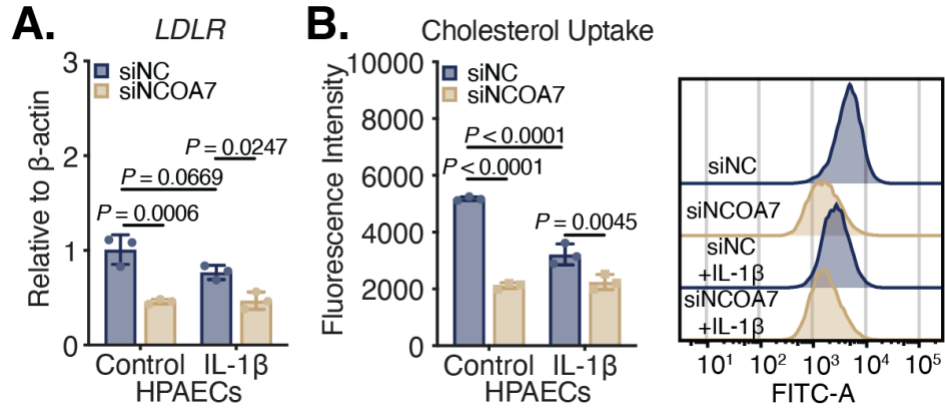 A.
LDLR
Relative to β-actin
3
2
1
0
siNC
siNCOA7
P = 0.0247
P = 0.0669
P = 0.0006
Control IL-1β
HPAECs
B.
Cholesterol Uptake
Fluorescence Intensity
10000
8000
6000
4000
2000
0
siNC
siNCOA7
P < 0.0001
P < 0.0001
P = 0.0045
Control IL-1β
HPAECs
siNC
siNCOA7
siNC
+IL-1β
siNCOA7
+IL-1β
10¹ 10² 10³ 10⁴ 10⁵
FITC-A